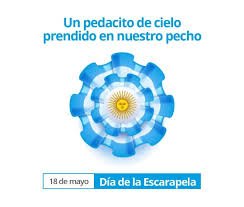 Un pedacito de cielo
prendido en nuestro pecho
18 de mayo
Día de la Escarapela